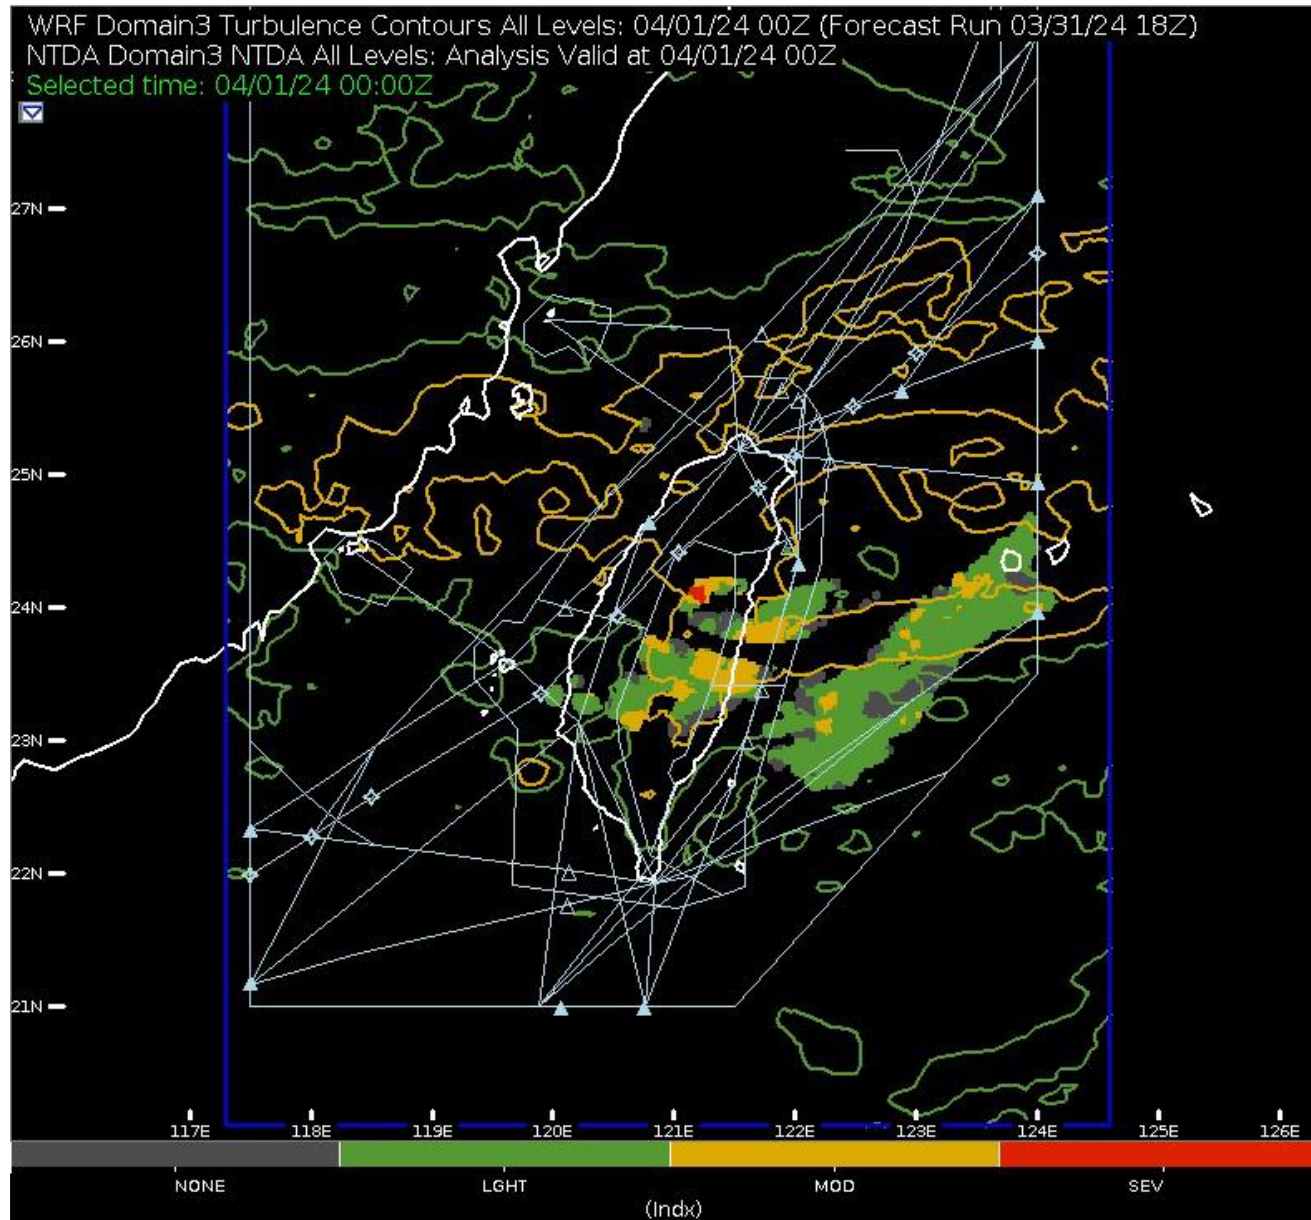 WRF Domain3 Turbulence Contours All Levels: 04/01/24 00Z (Forecast Run 03/31/24 18Z)
NTDA Domain3 NTDA All Levels: Analysis Valid at 04/01/24 00Z
Selected time: 04/01/24 00:00Z
27N
26N
25N
24N
23N
22N
21N
117E 118E 119E 120E 121E 122E 123E 124E 125E 126E
NONE LGHT MOD SEV
(Indx)